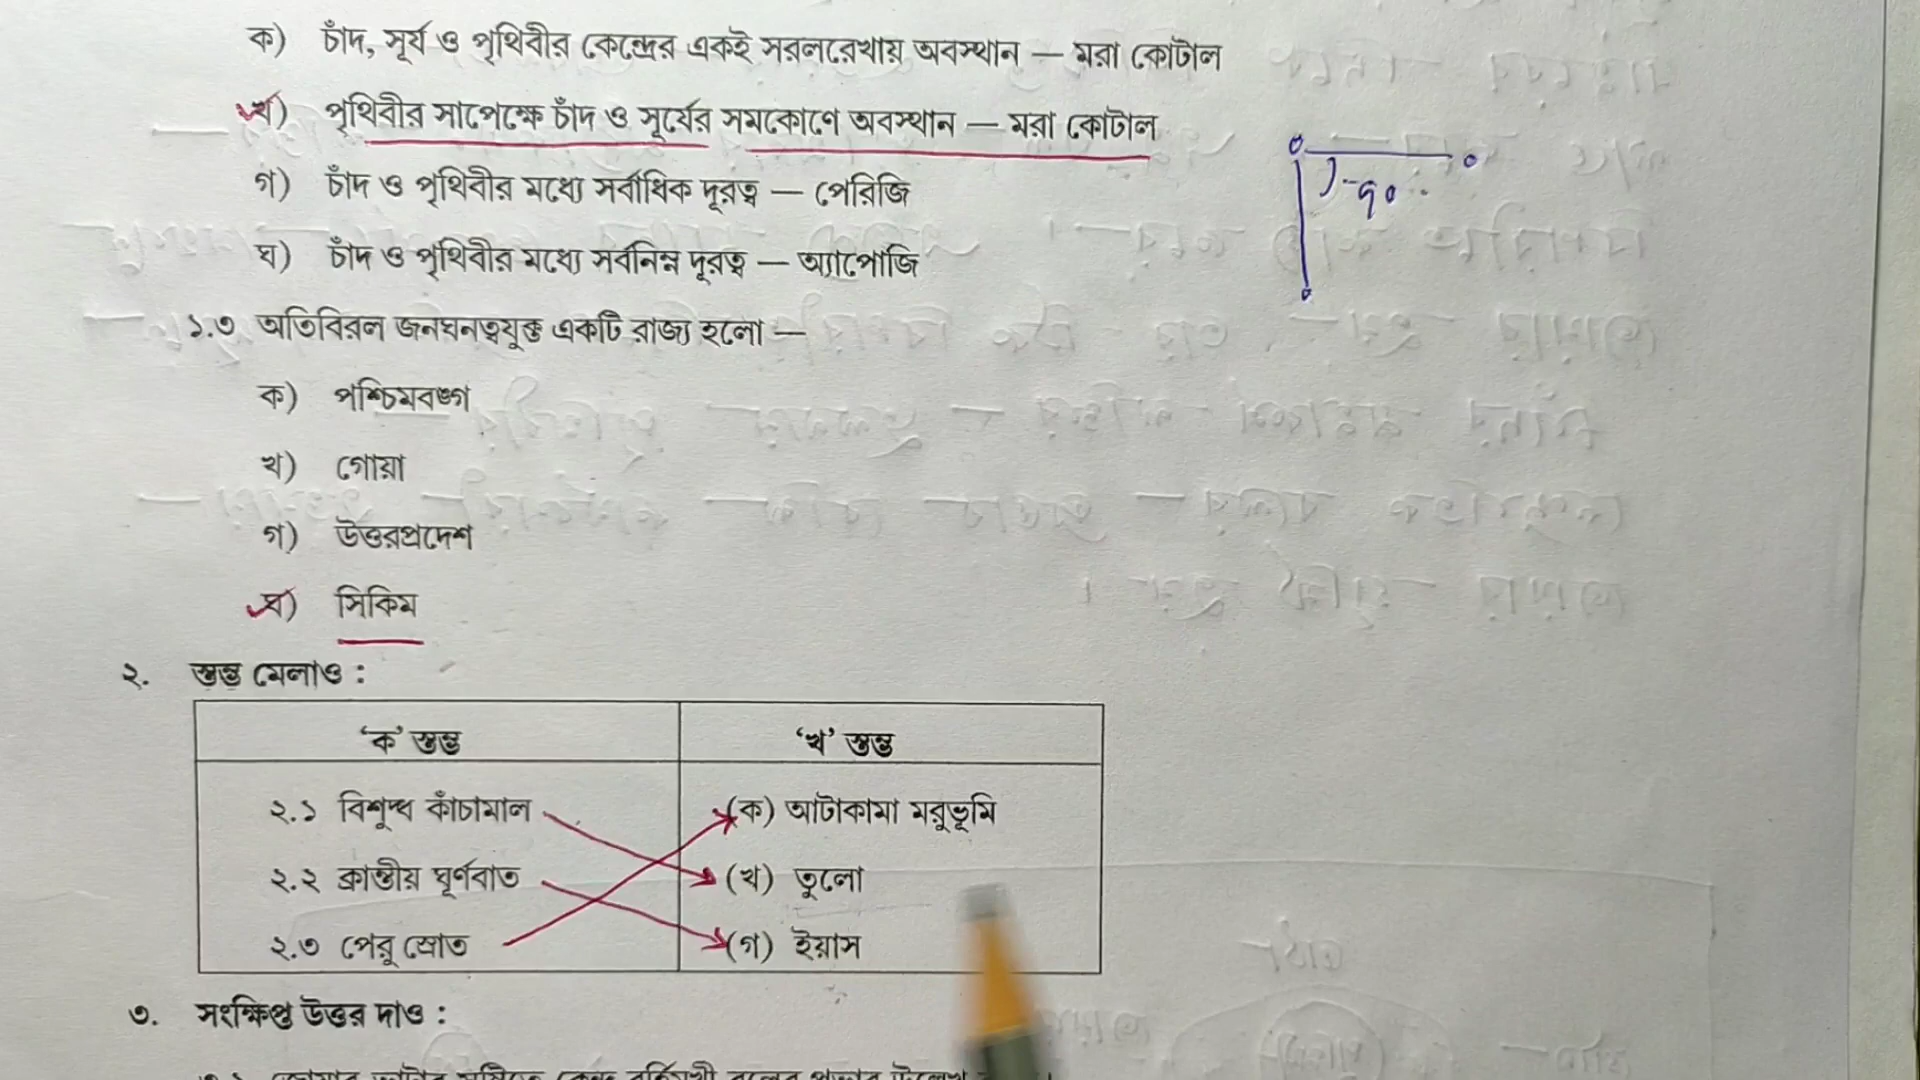 ক) চাঁদ, সূর্য ও পৃথিবীর কেন্দ্রের একই সরলরেখায় অবস্থান — মরা কোটাল
খ) পৃথিবীর সাপেক্ষে চাঁদ ও সূর্যের সমকোণে অবস্থান — মরা কোটাল
গ) চাঁদ ও পৃথিবীর মধ্যে সর্বাধিক দূরত্ব — পেরিজি
90
ঘ) চাঁদ ও পৃথিবীর মধ্যে সর্বনিম্ন দূরত্ব — অ্যাপোজি
১.৩ অতিবিরল জনঘনত্বযুক্ত একটি রাজ্য হলো —
ক) পশ্চিমবঙ্গ
খ) গোয়া
গ) উত্তরপ্রদেশ
ঘ) সিকিম
২. স্তম্ভ মেলাও :
‘ক’ স্তম্ভ ‘খ’ স্তম্ভ
২.১ বিশুদ্ধ কাঁচামাল (ক) আটাকামা মরুভূমি
২.২ ক্রান্তীয় ঘূর্ণবাত (খ) তুলো
২.৩ পেরু স্রোত (গ) ইয়াস
৩. সংক্ষিপ্ত উত্তর দাও :